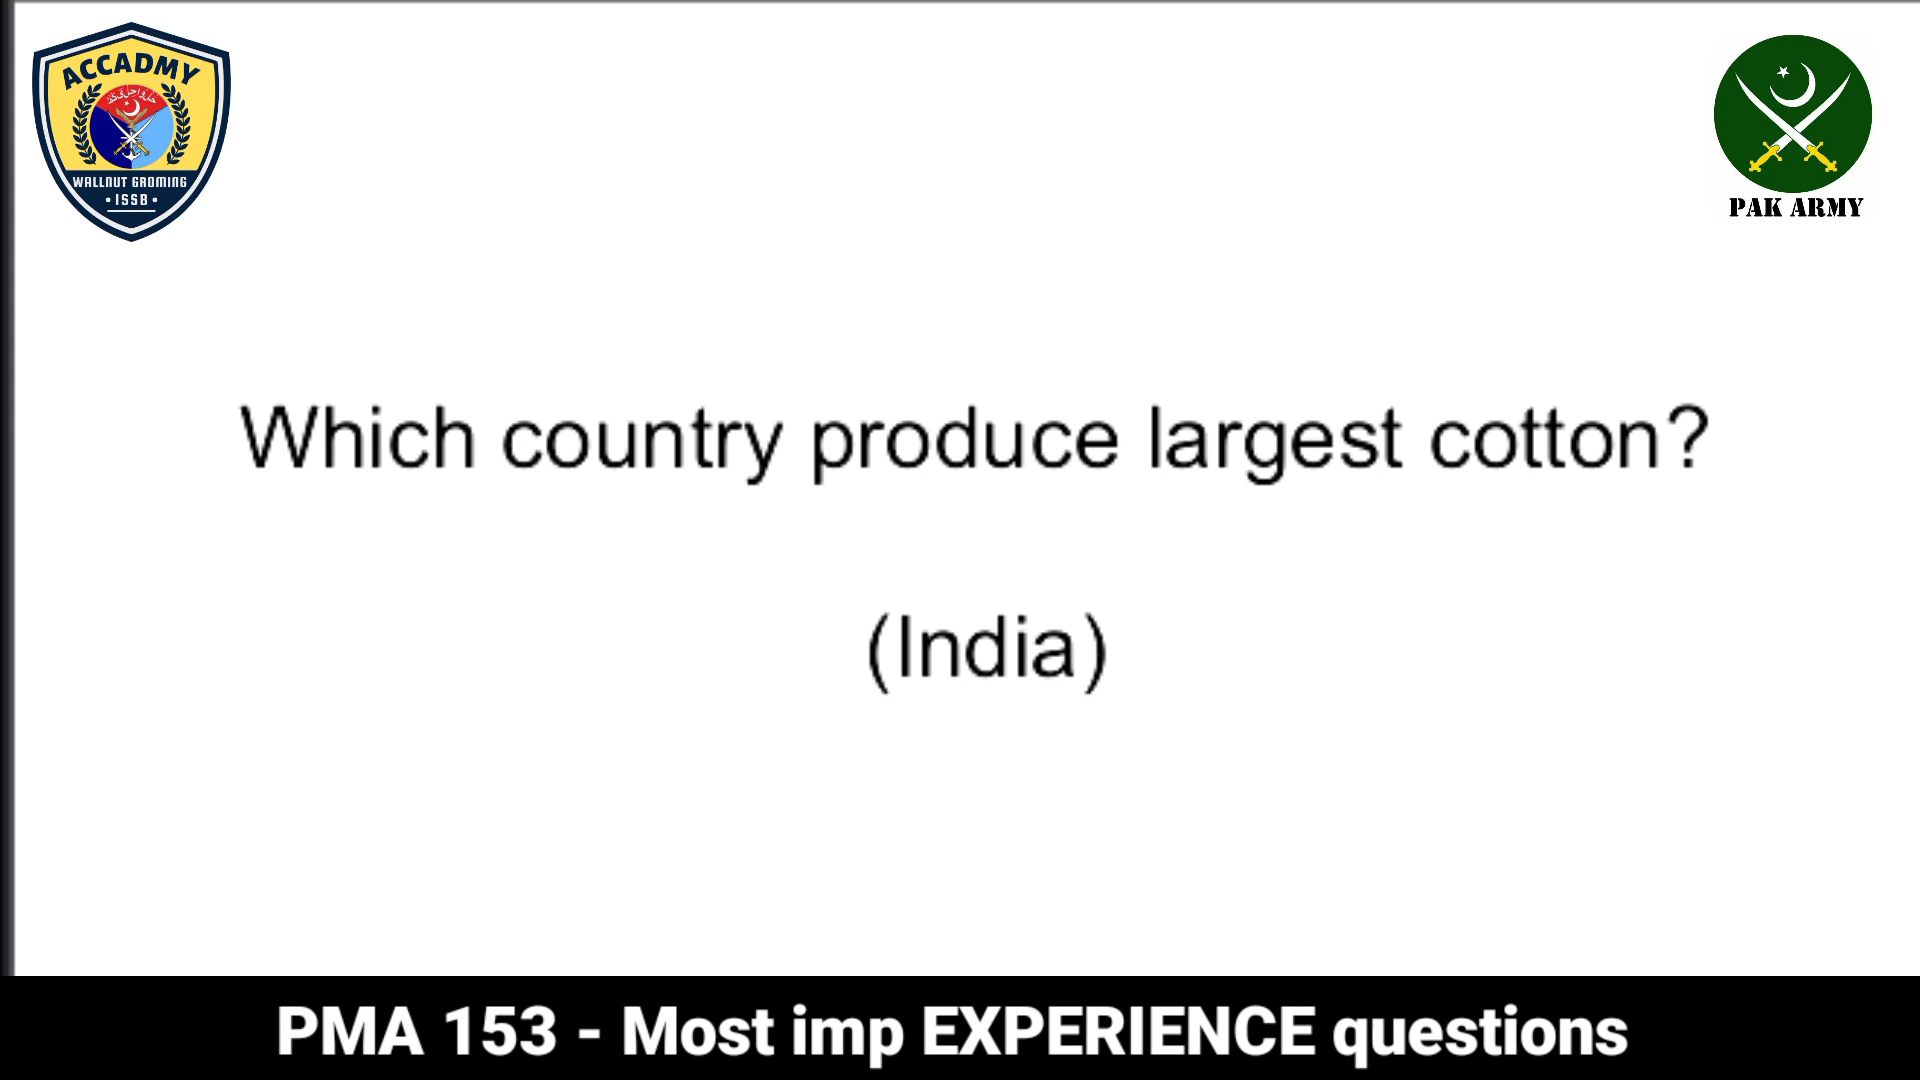 ACCADMY
WALLNUT GROMING
• ISSB •
PAK ARMY
Which country produce largest cotton?
(India)
PMA 153 - Most imp EXPERIENCE questions